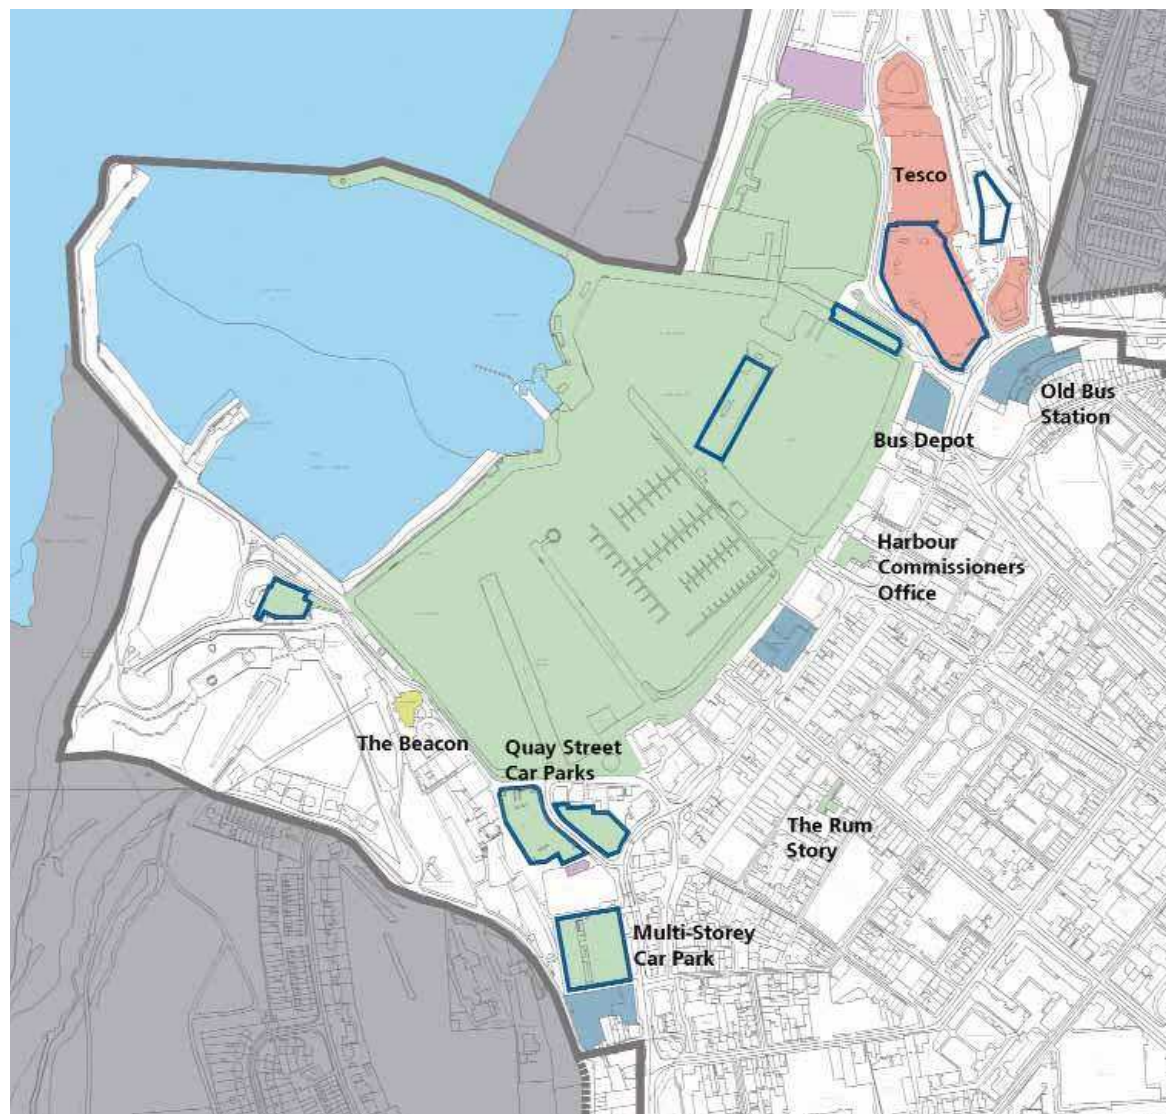 Tesco
Old Bus
Station
Bus Depot
Harbour
Commissioners
Office
The Beacon
Quay Street
Car Parks
The Rum
Story
Multi-Storey
Car Park